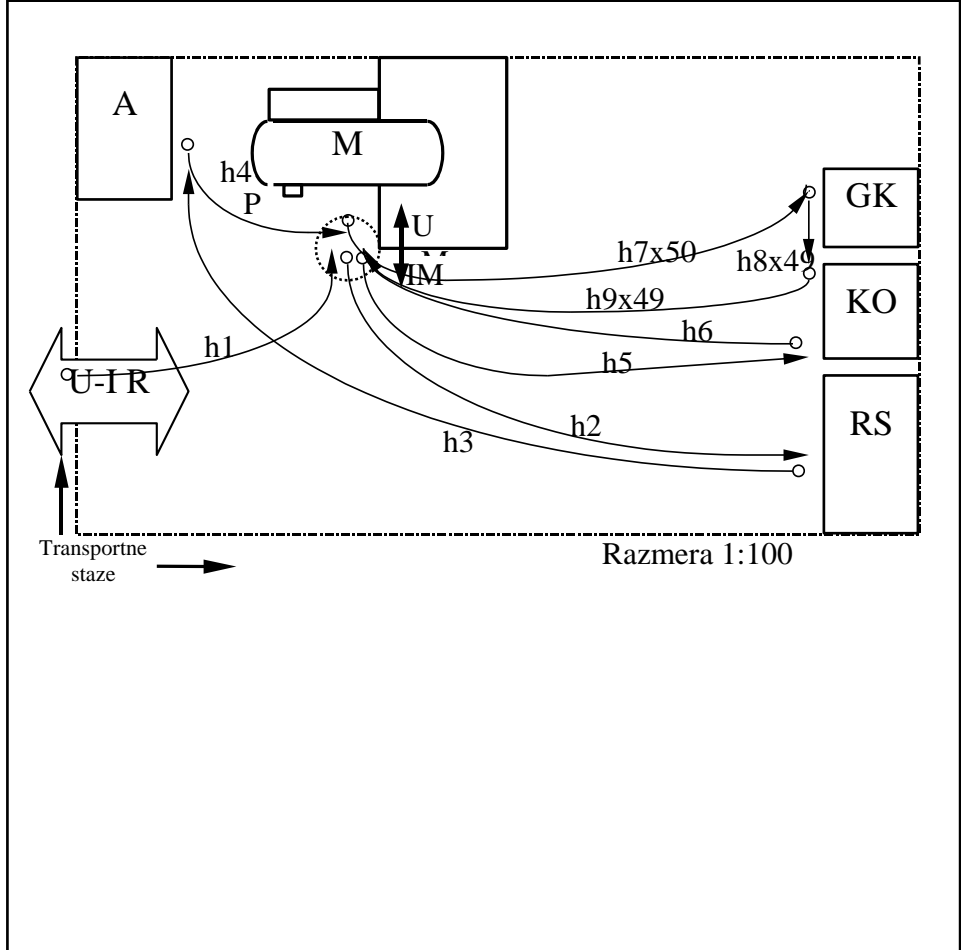 A
M
h4
P
U
IM
GK
h7x50
h8x49
KO
h9x49
h6
h1
h5
U-I R
h2
RS
h3
Transportne
staze
Razmera 1:100